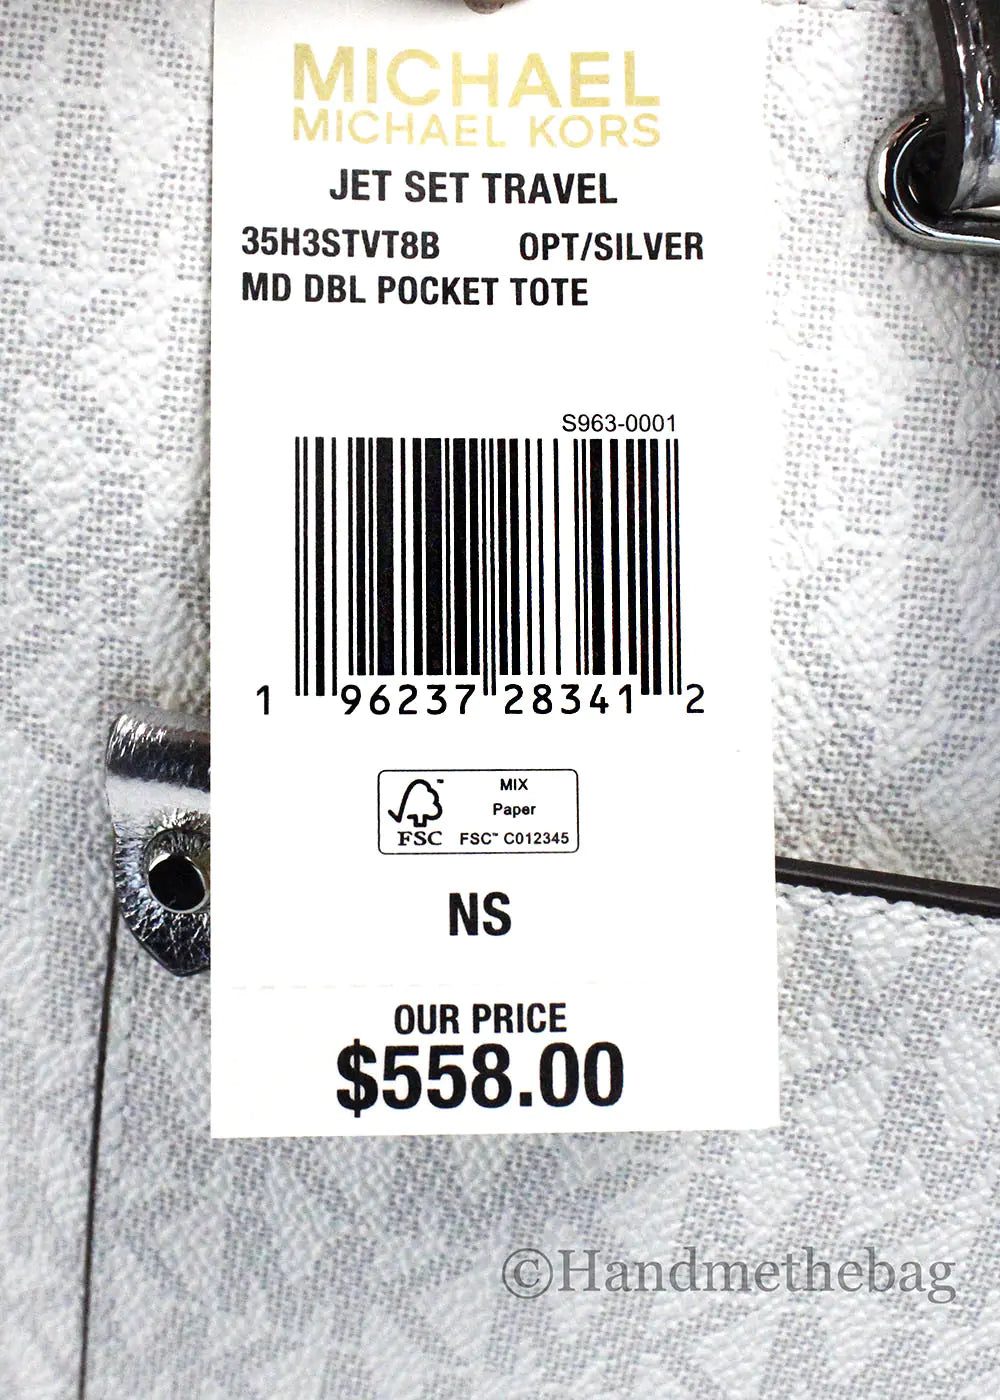 MICHAEL
MICHAEL KORS
JET SET TRAVEL
35H3STVT8B OPT/SILVER
MD DBL POCKET TOTE
S963-0001
1 96237 28341 2
FSC
MIX
Paper
FSC™ C012345
NS
OUR PRICE
$558.00
©Handmethebag